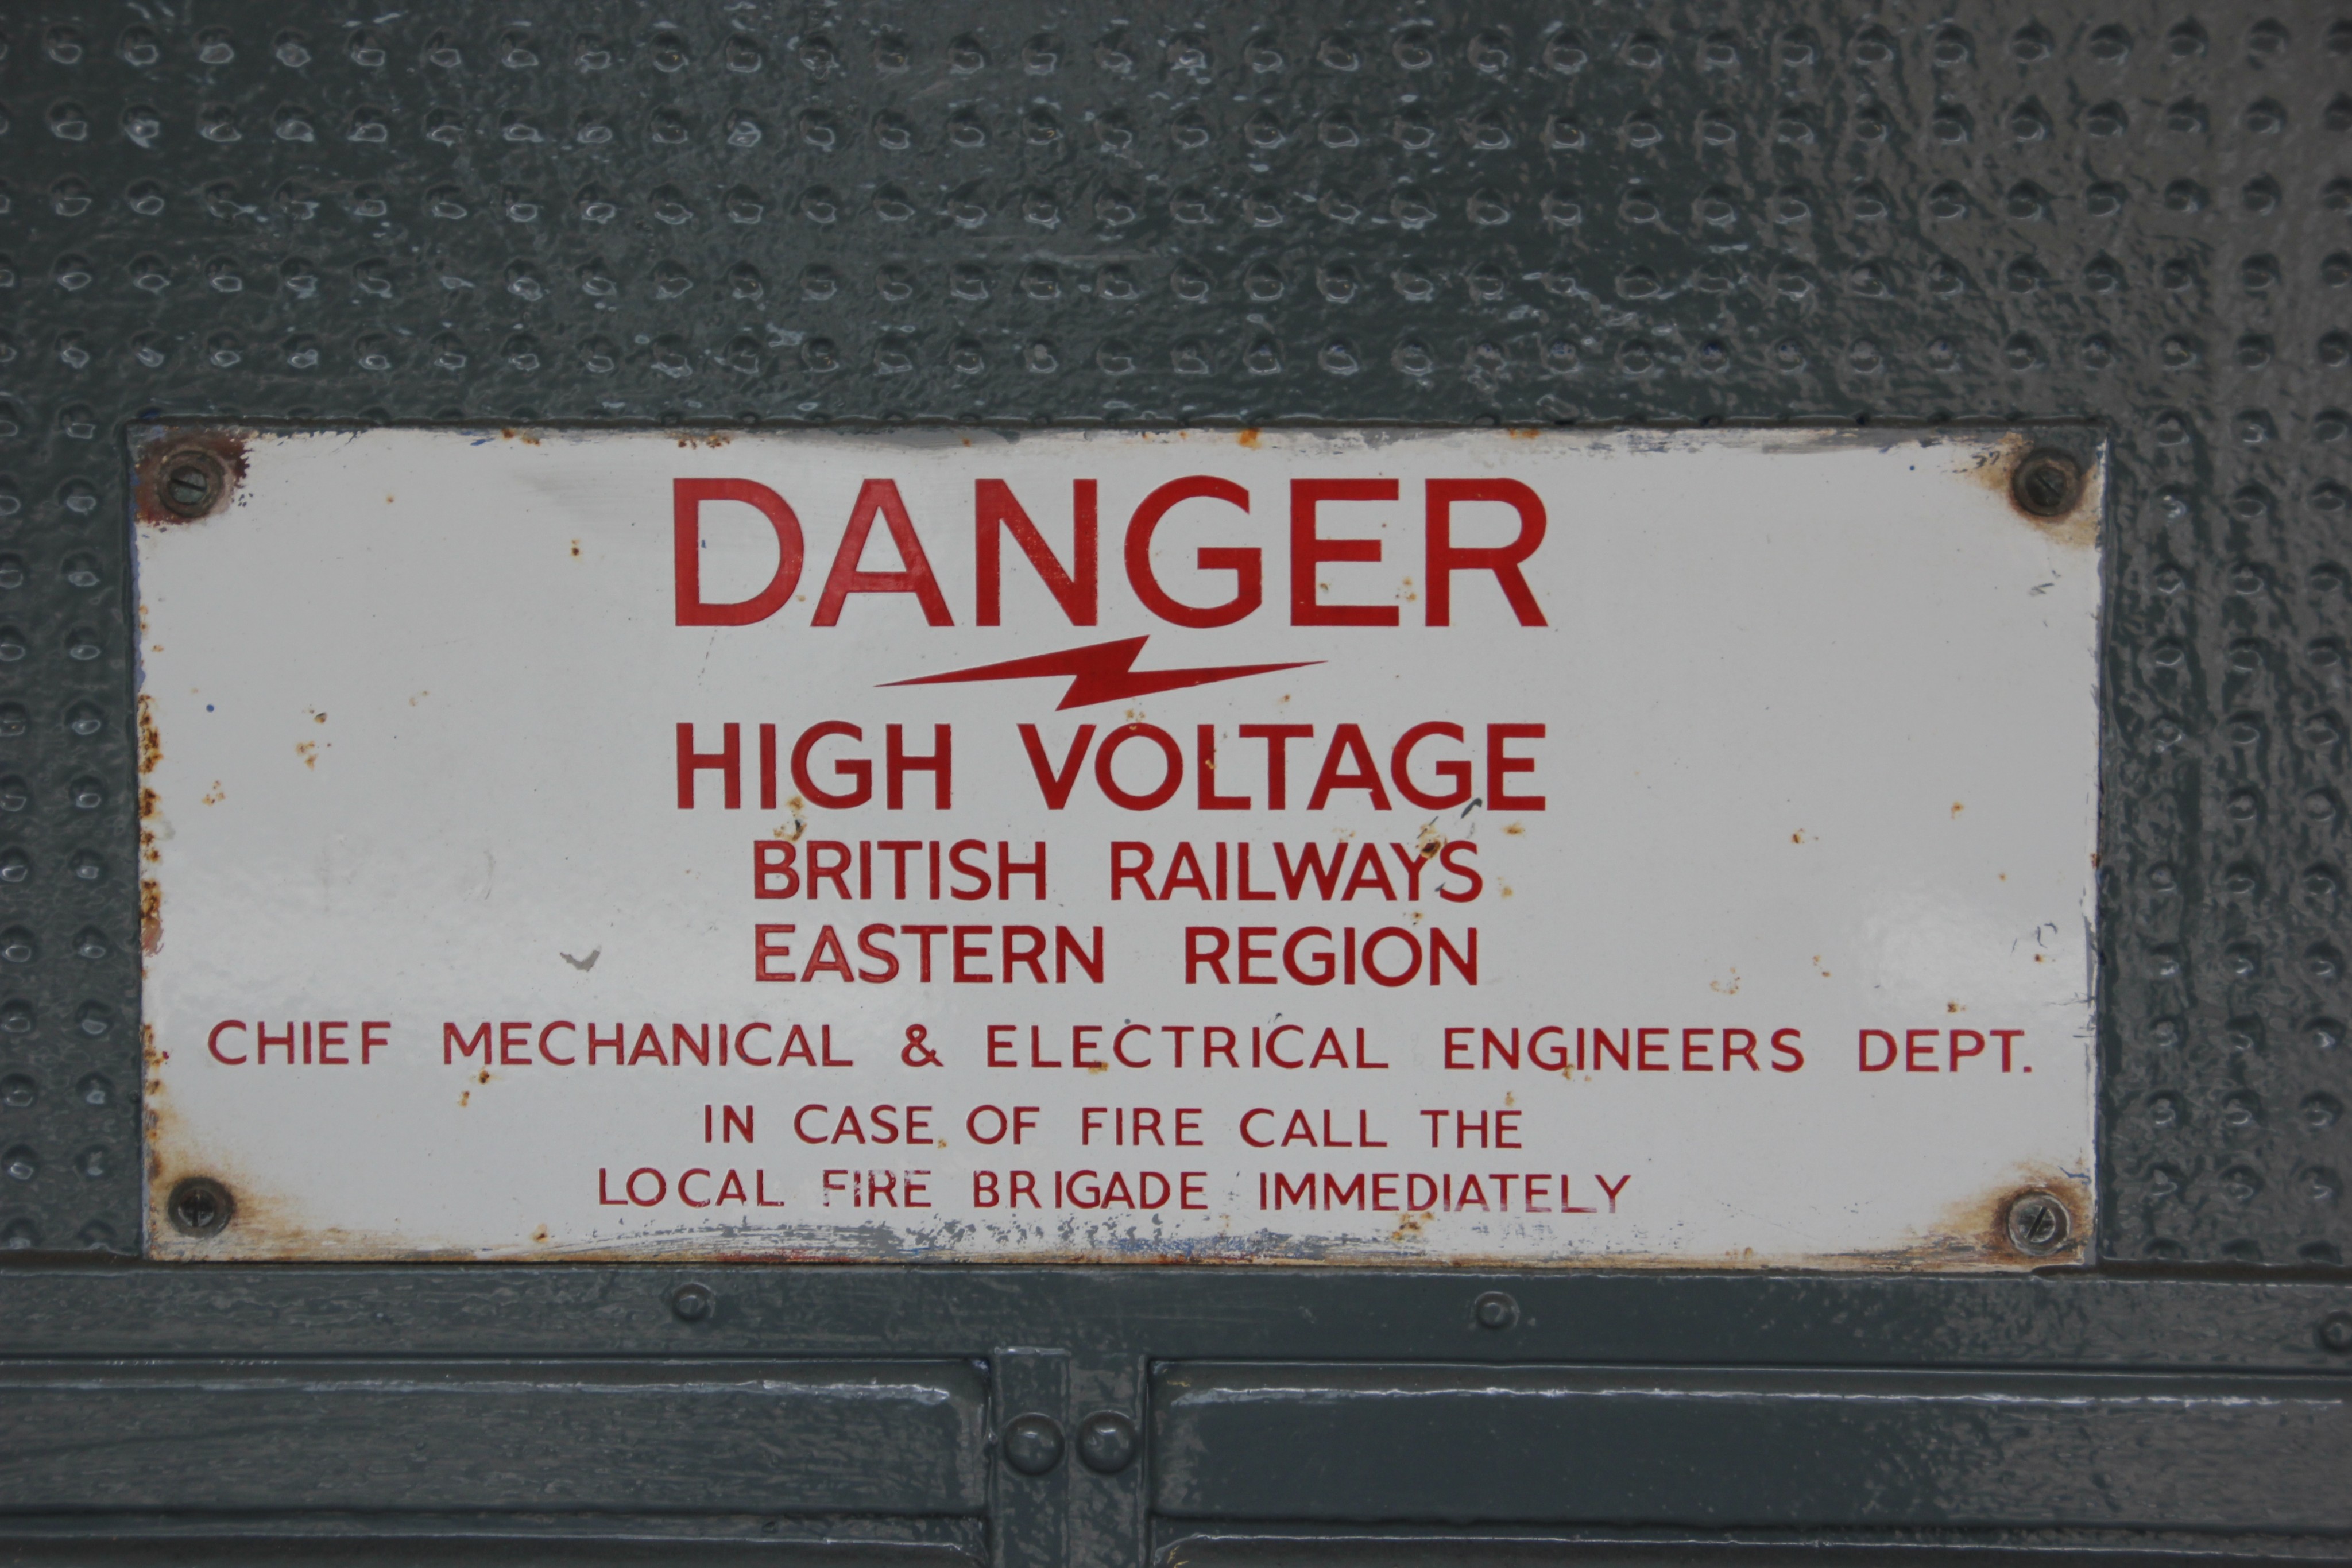 DANGER
HIGH VOLTAGE
BRITISH RAILWAYS
EASTERN REGION
CHIEF MECHANICAL & ELECTRICAL ENGINEERS DEPT.
IN CASE OF FIRE CALL THE
LOCAL FIRE BRIGADE IMMEDIATELY